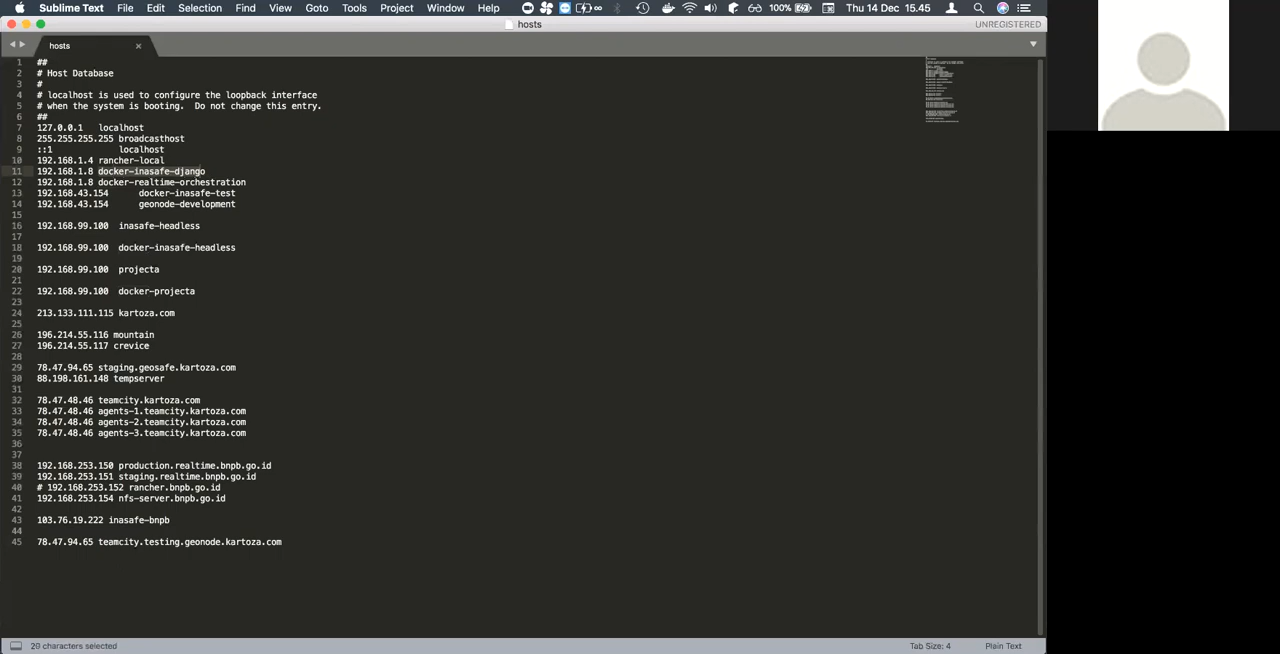 Sublime Text File Edit Selection Find View Goto Tools Project Window Help 100% Thu 14 Dec 15.45
hosts UNREGISTERED
hosts
1 ##
2 # Host Database
3 #
4 # localhost is used to configure the loopback interface
5 # when the system is booting. Do not change this entry.
6 ##
7 127.0.0.1 localhost
8 255.255.255.255 broadcasthost
9 ::1 localhost
10 192.168.1.4 rancher-local
11 192.168.1.8 docker-inasafe-django
12 192.168.1.8 docker-realtime-orchestration
13 192.168.43.154 docker-inasafe-test
14 192.168.43.154 geonode-development
15
16 192.168.99.100 inasafe-headless
17
18 192.168.99.100 docker-inasafe-headless
19
20 192.168.99.100 projecta
21
22 192.168.99.100 docker-projecta
23
24 213.133.111.115 kartoza.com
25
26 196.214.55.116 mountain
27 196.214.55.117 crevice
28
29 78.47.94.65 staging.geosafe.kartoza.com
30 88.198.161.148 tempserver
31
32 78.47.48.46 teamcity.kartoza.com
33 78.47.48.46 agents-1.teamcity.kartoza.com
34 78.47.48.46 agents-2.teamcity.kartoza.com
35 78.47.48.46 agents-3.teamcity.kartoza.com
36
37
38 192.168.253.150 production.realtime.bnpb.go.id
39 192.168.253.151 staging.realtime.bnpb.go.id
40 # 192.168.253.152 rancher.bnpb.go.id
41 192.168.253.154 nfs-server.bnpb.go.id
42
43 103.76.19.222 inasafe-bnpb
44
45 78.47.94.65 teamcity.testing.geonode.kartoza.com
20 characters selected Tab Size: 4 Plain Text